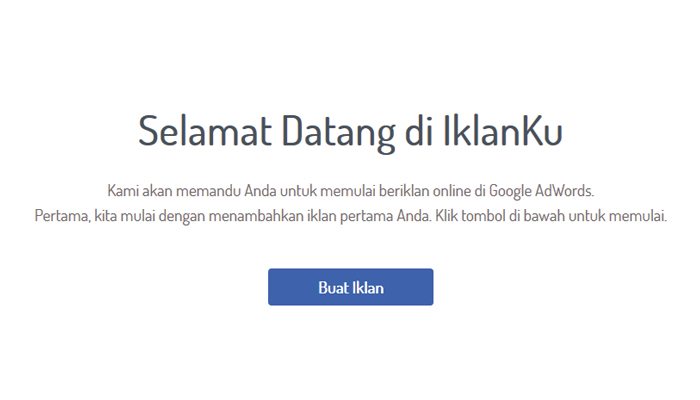 Selamat Datang di IklanKu
Kami akan memandu Anda untuk memulai beriklan online di Google AdWords.
Pertama, kita mulai dengan menambahkan iklan pertama Anda. Klik tombol di bawah untuk memulai.
Buat Iklan